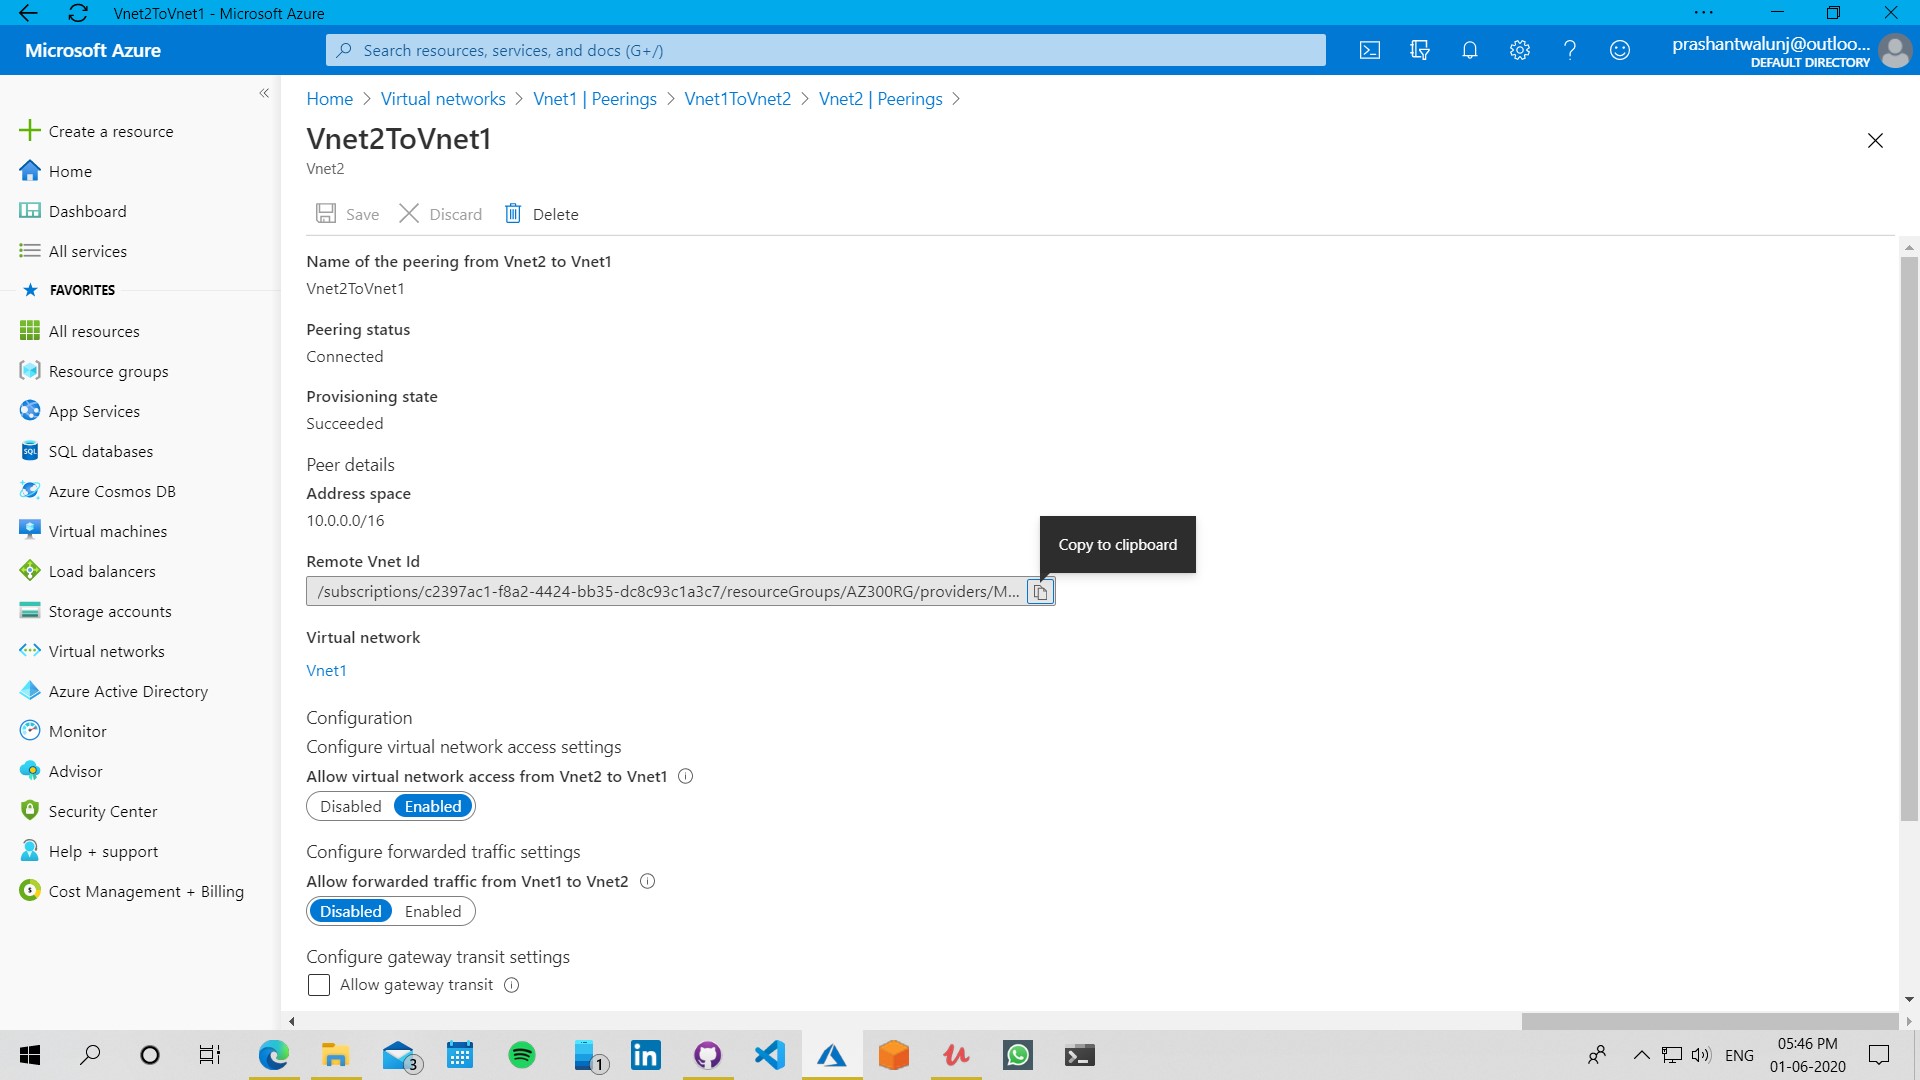 Vnet2ToVnet1 - Microsoft Azure
Microsoft Azure
Search resources, services, and docs (G+/)
prashantwalunj@outloo...
DEFAULT DIRECTORY
Create a resource
Home
Dashboard
All services
FAVORITES
All resources
Resource groups
App Services
SQL databases
Azure Cosmos DB
Virtual machines
Load balancers
Storage accounts
Virtual networks
Azure Active Directory
Monitor
Advisor
Security Center
Help + support
Cost Management + Billing
Home > Virtual networks > Vnet1 | Peerings > Vnet1ToVnet2 > Vnet2 | Peerings >
Vnet2ToVnet1
Vnet2
Save Discard Delete
Name of the peering from Vnet2 to Vnet1
Vnet2ToVnet1
Peering status
Connected
Provisioning state
Succeeded
Peer details
Address space
10.0.0.0/16
Copy to clipboard
Remote Vnet Id
/subscriptions/c2397ac1-f8a2-4424-bb35-dc8c93c1a3c7/resourceGroups/AZ300RG/providers/M...
Virtual network
Vnet1
Configuration
Configure virtual network access settings
Allow virtual network access from Vnet2 to Vnet1
Disabled Enabled
Configure forwarded traffic settings
Allow forwarded traffic from Vnet1 to Vnet2
Disabled Enabled
Configure gateway transit settings
Allow gateway transit
3
1
ENG
05:46 PM
01-06-2020